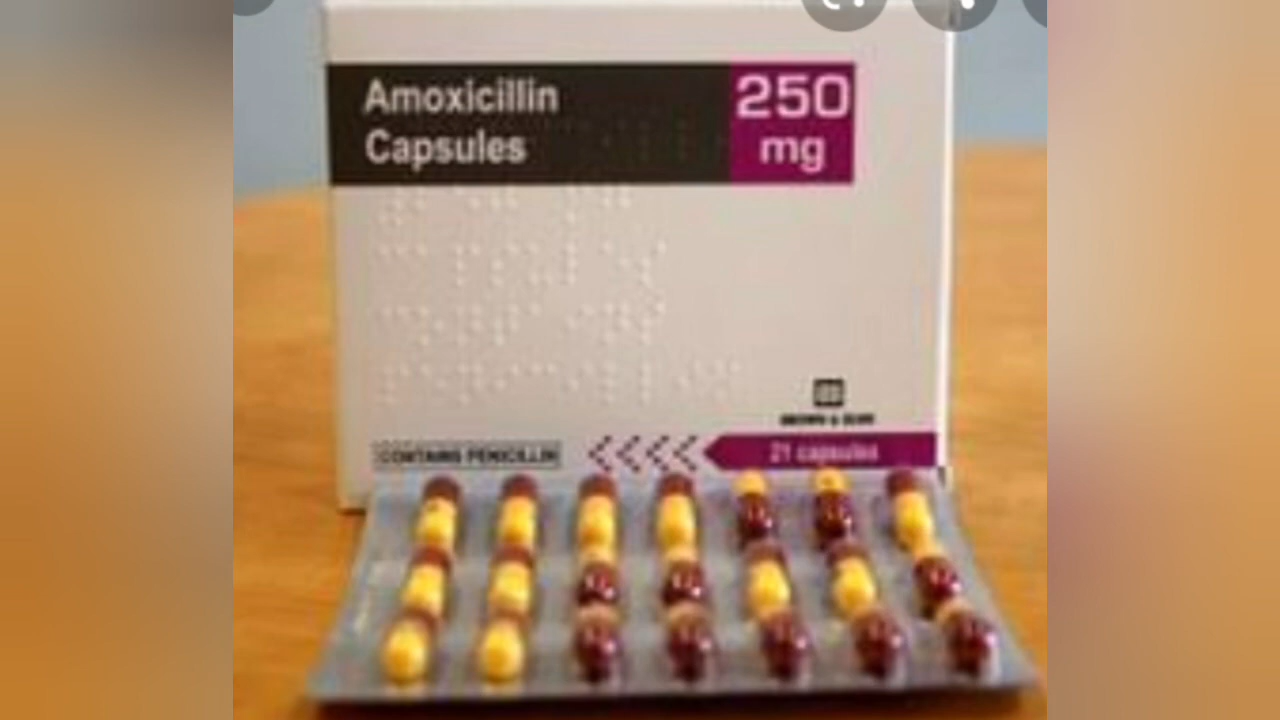 Amoxicillin
Capsules
250
mg
CONTAINS PENICILLIN
21 capsules